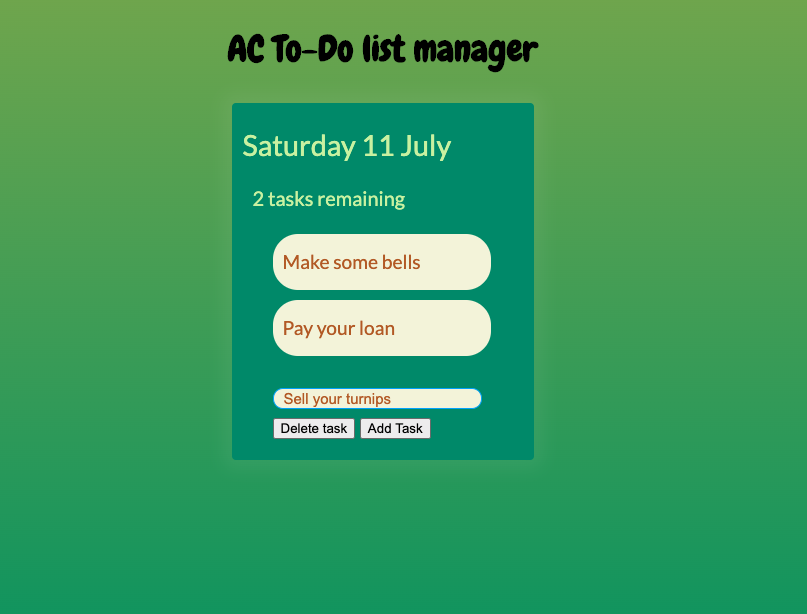 AC To-Do list manager
Saturday 11 July
2 tasks remaining
Make some bells
Pay your loan
Sell your turnips
Delete task Add Task